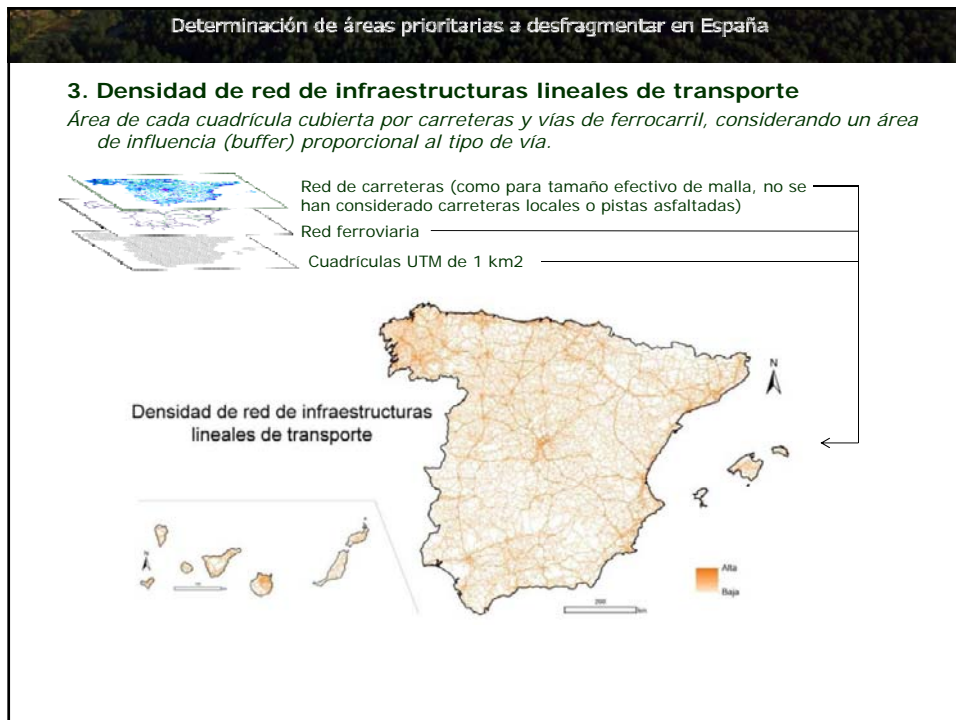 Determinación de áreas prioritarias a desfragmentar en España
3. Densidad de red de infraestructuras lineales de transporte
Área de cada cuadrícula cubierta por carreteras y vías de ferrocarril, considerando un área
de influencia (buffer) proporcional al tipo de vía.
Red de carreteras (como para tamaño efectivo de malla, no se
han considerado carreteras locales o pistas asfaltadas)
Red ferroviaria
Cuadrículas UTM de 1 km2
N
Densidad de red de infraestructuras
lineales de transporte
N
Alta
Baja
200
km